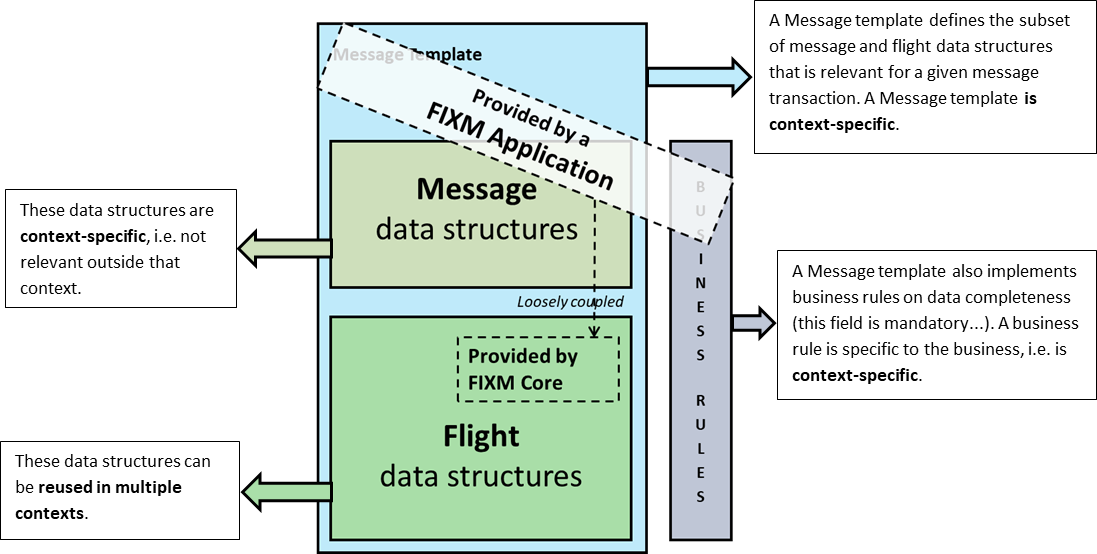 A Message template defines the subset
of message and flight data structures
that is relevant for a given message
transaction. A Message template is
context-specific.
Message Template
Provided by a
FIXM Application
Message
data structures
These data structures are
context-specific, i.e. not
relevant outside that
context.
Loosely coupled
Provided by
FIXM Core
Flight
data structures
BUSINESS RULES
A Message template also implements
business rules on data completeness
(this field is mandatory...). A business
rule is specific to the business, i.e. is
context-specific.
These data structures can
be reused in multiple
contexts.